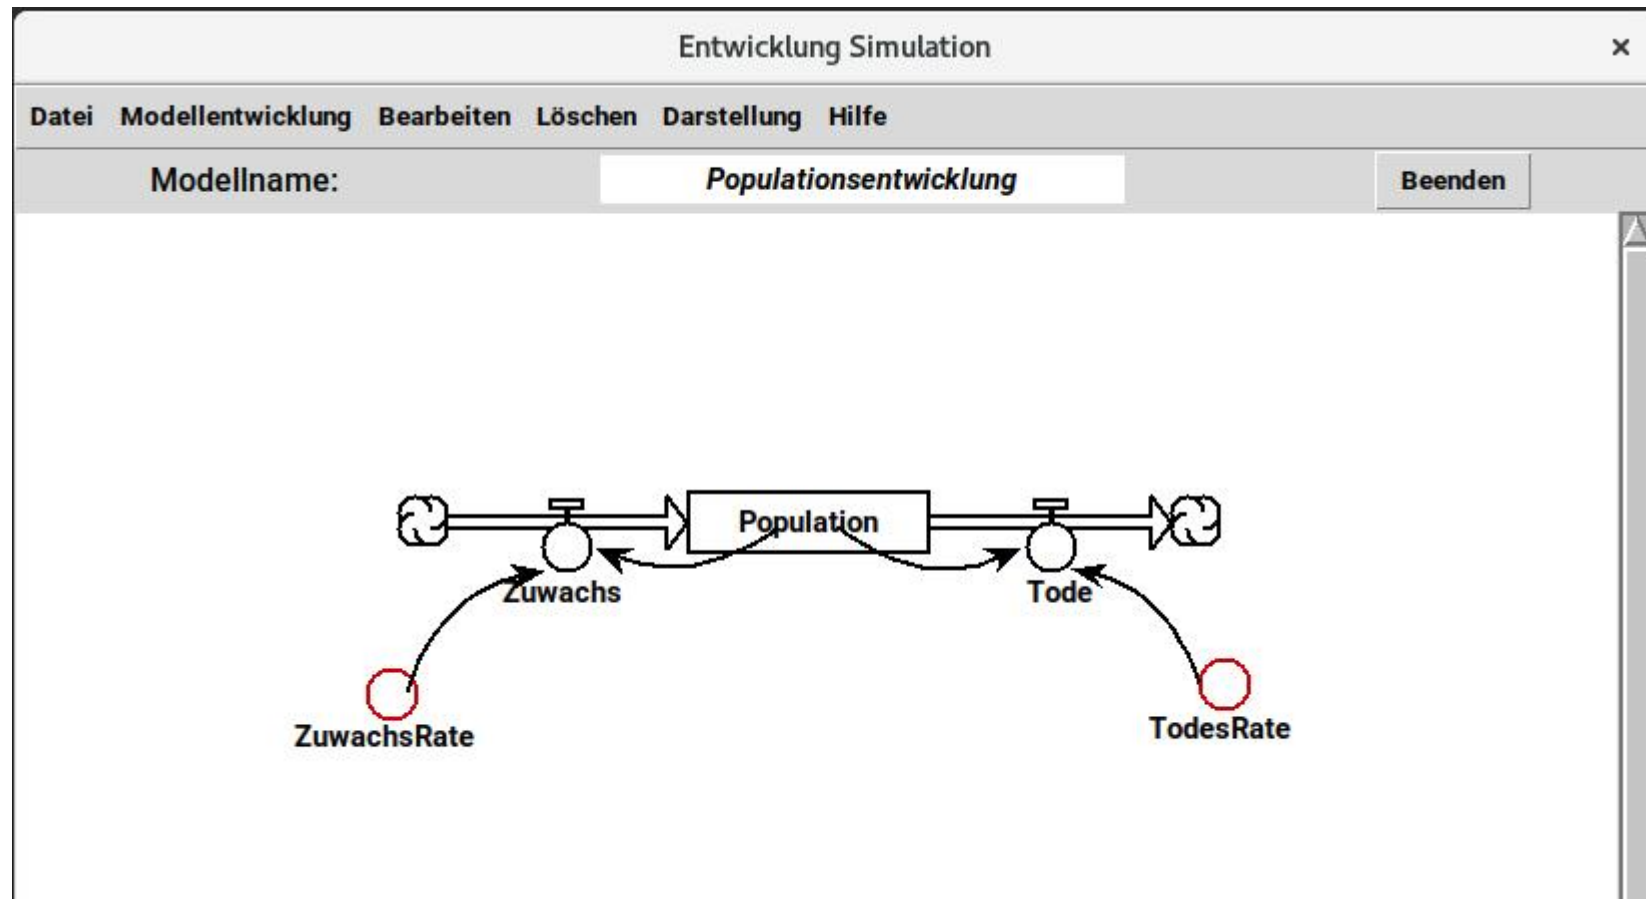 Entwicklung Simulation
Datei Modellentwicklung Bearbeiten Löschen Darstellung Hilfe
Modellname: Populationsentwicklung Beenden
Population
Zuwachs Tode
ZuwachsRate TodesRate